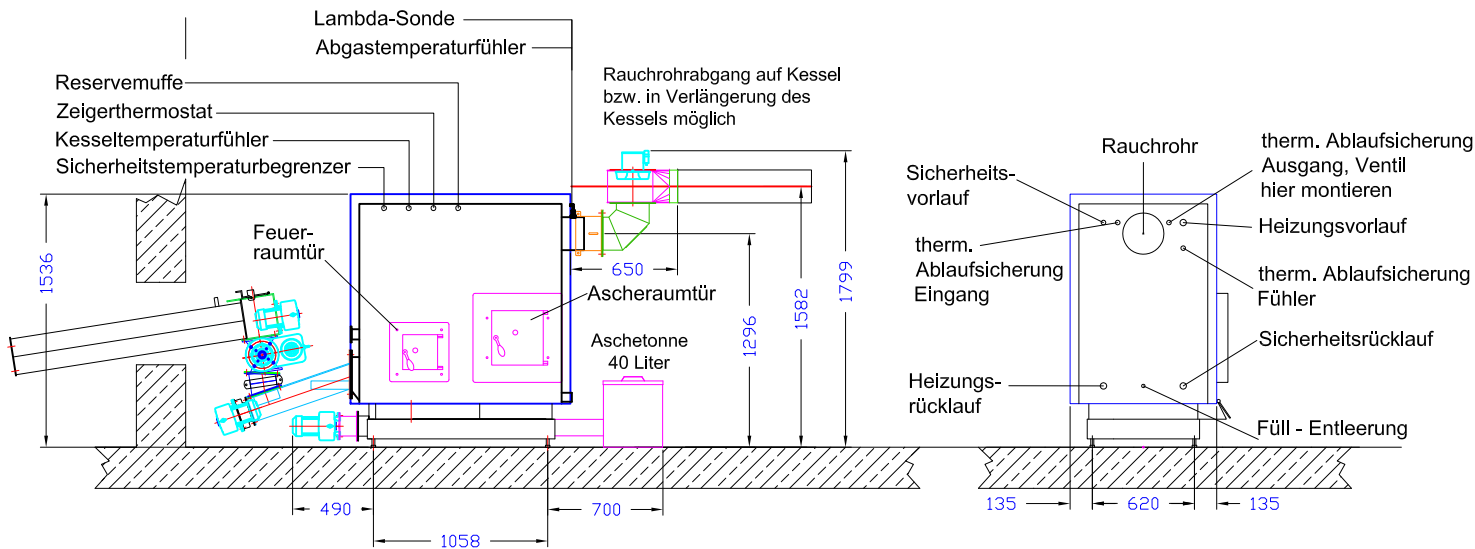 Lambda-Sonde
Abgastemperaturfühler
Reservemuffe
Zeigerthermostat
Kesseltemperaturfühler
Sicherheitstemperaturbegrenzer
Rauchrohrabgang auf Kessel
bzw. in Verlängerung des
Kessels möglich
Feuer-
raumtür
Ascheraumtür
Aschetonne
40 Liter
1536
650
1296
1582
1799
490
700
1058
Rauchrohr
therm. Ablaufsicherung
Ausgang, Ventil
hier montieren
Sicherheits-
vorlauf
Heizungsvorlauf
therm.
Ablaufsicherung
Eingang
therm. Ablaufsicherung
Fühler
Sicherheitsrücklauf
Heizungs-
rücklauf
Füll - Entleerung
135
620
135